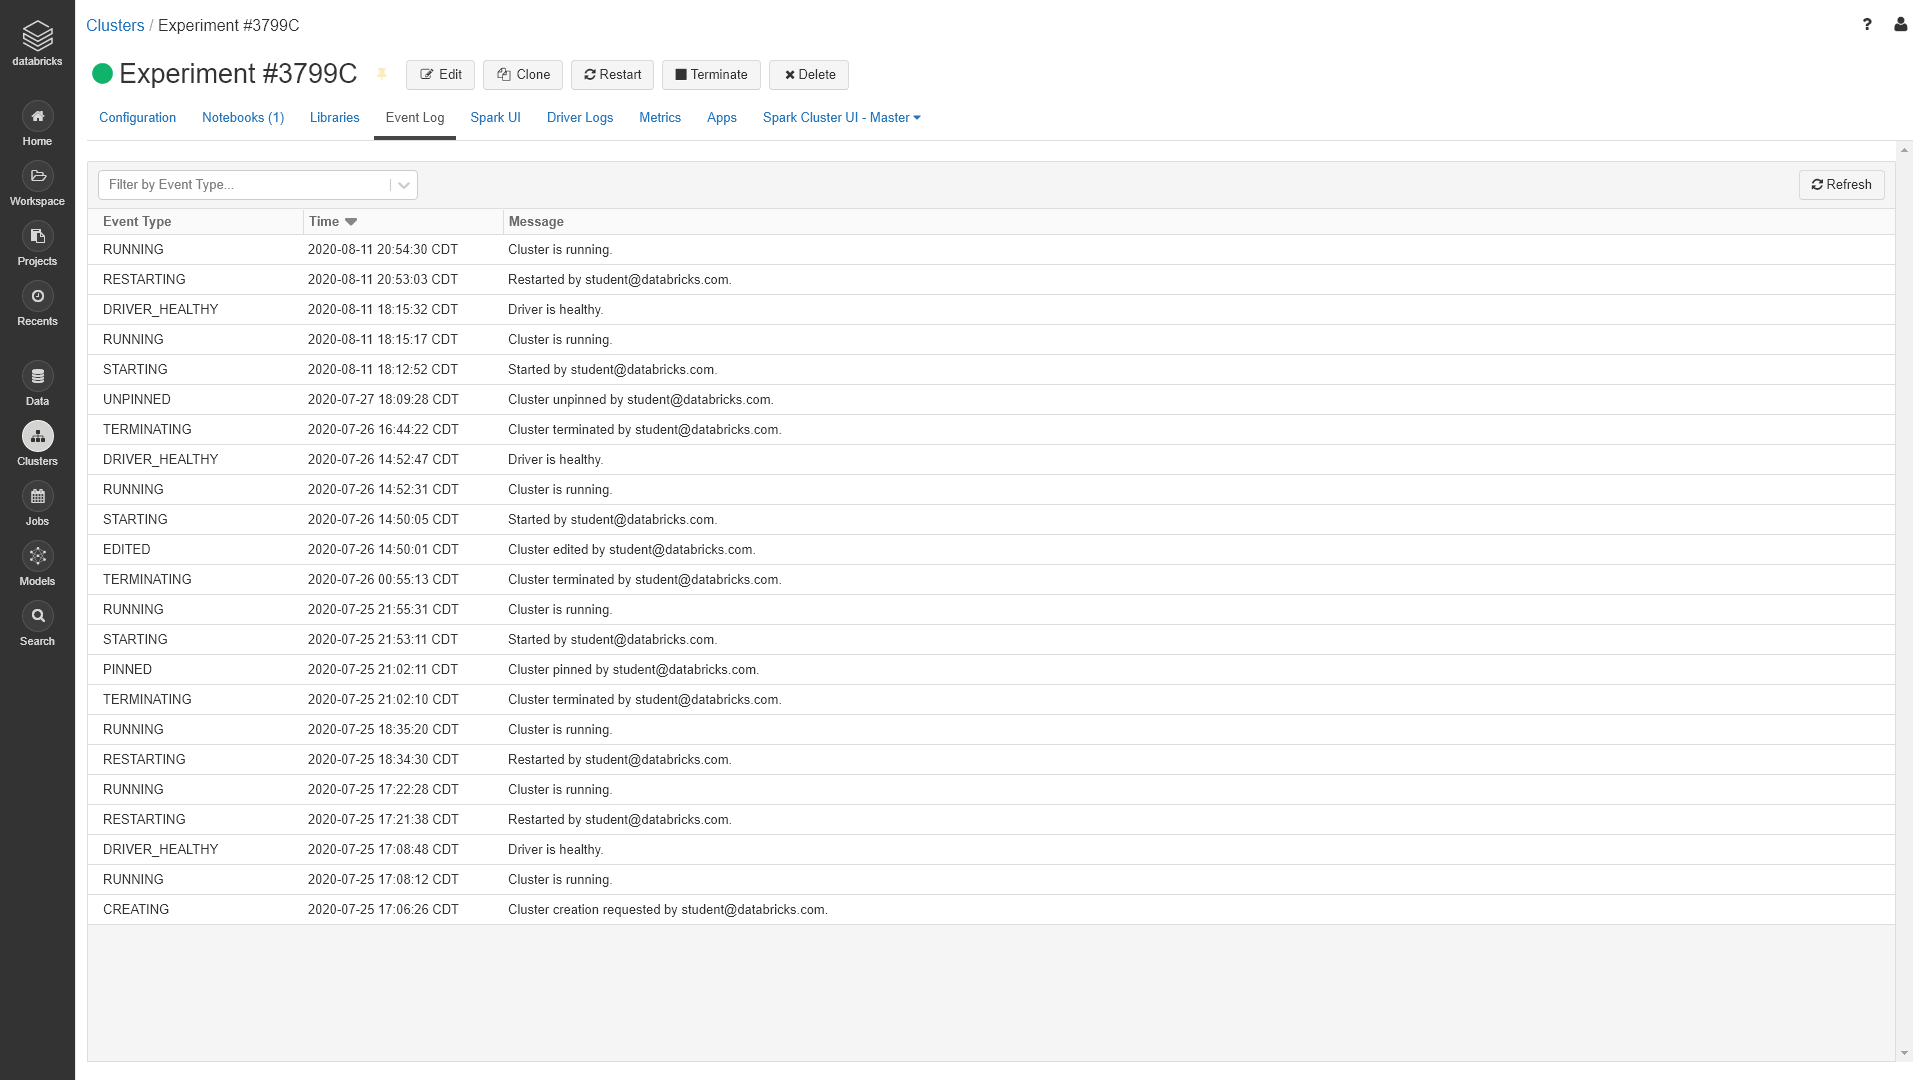 databricks
Home
Workspace
Projects
Recents
Data
Clusters
Jobs
Models
Search
Clusters / Experiment #3799C
?
Experiment #3799C Edit Clone Restart Terminate Delete
Configuration Notebooks (1) Libraries Event Log Spark UI Driver Logs Metrics Apps Spark Cluster UI - Master
Filter by Event Type... Refresh
Event Type Time Message
RUNNING 2020-08-11 20:54:30 CDT Cluster is running.
RESTARTING 2020-08-11 20:53:03 CDT Restarted by student@databricks.com.
DRIVER_HEALTHY 2020-08-11 18:15:32 CDT Driver is healthy.
RUNNING 2020-08-11 18:15:17 CDT Cluster is running.
STARTING 2020-08-11 18:12:52 CDT Started by student@databricks.com.
UNPINNED 2020-07-27 18:09:28 CDT Cluster unpinned by student@databricks.com.
TERMINATING 2020-07-26 16:44:22 CDT Cluster terminated by student@databricks.com.
DRIVER_HEALTHY 2020-07-26 14:52:47 CDT Driver is healthy.
RUNNING 2020-07-26 14:52:31 CDT Cluster is running.
STARTING 2020-07-26 14:50:05 CDT Started by student@databricks.com.
EDITED 2020-07-26 14:50:01 CDT Cluster edited by student@databricks.com.
TERMINATING 2020-07-26 00:55:13 CDT Cluster terminated by student@databricks.com.
RUNNING 2020-07-25 21:55:31 CDT Cluster is running.
STARTING 2020-07-25 21:53:11 CDT Started by student@databricks.com.
PINNED 2020-07-25 21:02:11 CDT Cluster pinned by student@databricks.com.
TERMINATING 2020-07-25 21:02:10 CDT Cluster terminated by student@databricks.com.
RUNNING 2020-07-25 18:35:20 CDT Cluster is running.
RESTARTING 2020-07-25 18:34:30 CDT Restarted by student@databricks.com.
RUNNING 2020-07-25 17:22:28 CDT Cluster is running.
RESTARTING 2020-07-25 17:21:38 CDT Restarted by student@databricks.com.
DRIVER_HEALTHY 2020-07-25 17:08:48 CDT Driver is healthy.
RUNNING 2020-07-25 17:08:12 CDT Cluster is running.
CREATING 2020-07-25 17:06:26 CDT Cluster creation requested by student@databricks.com.